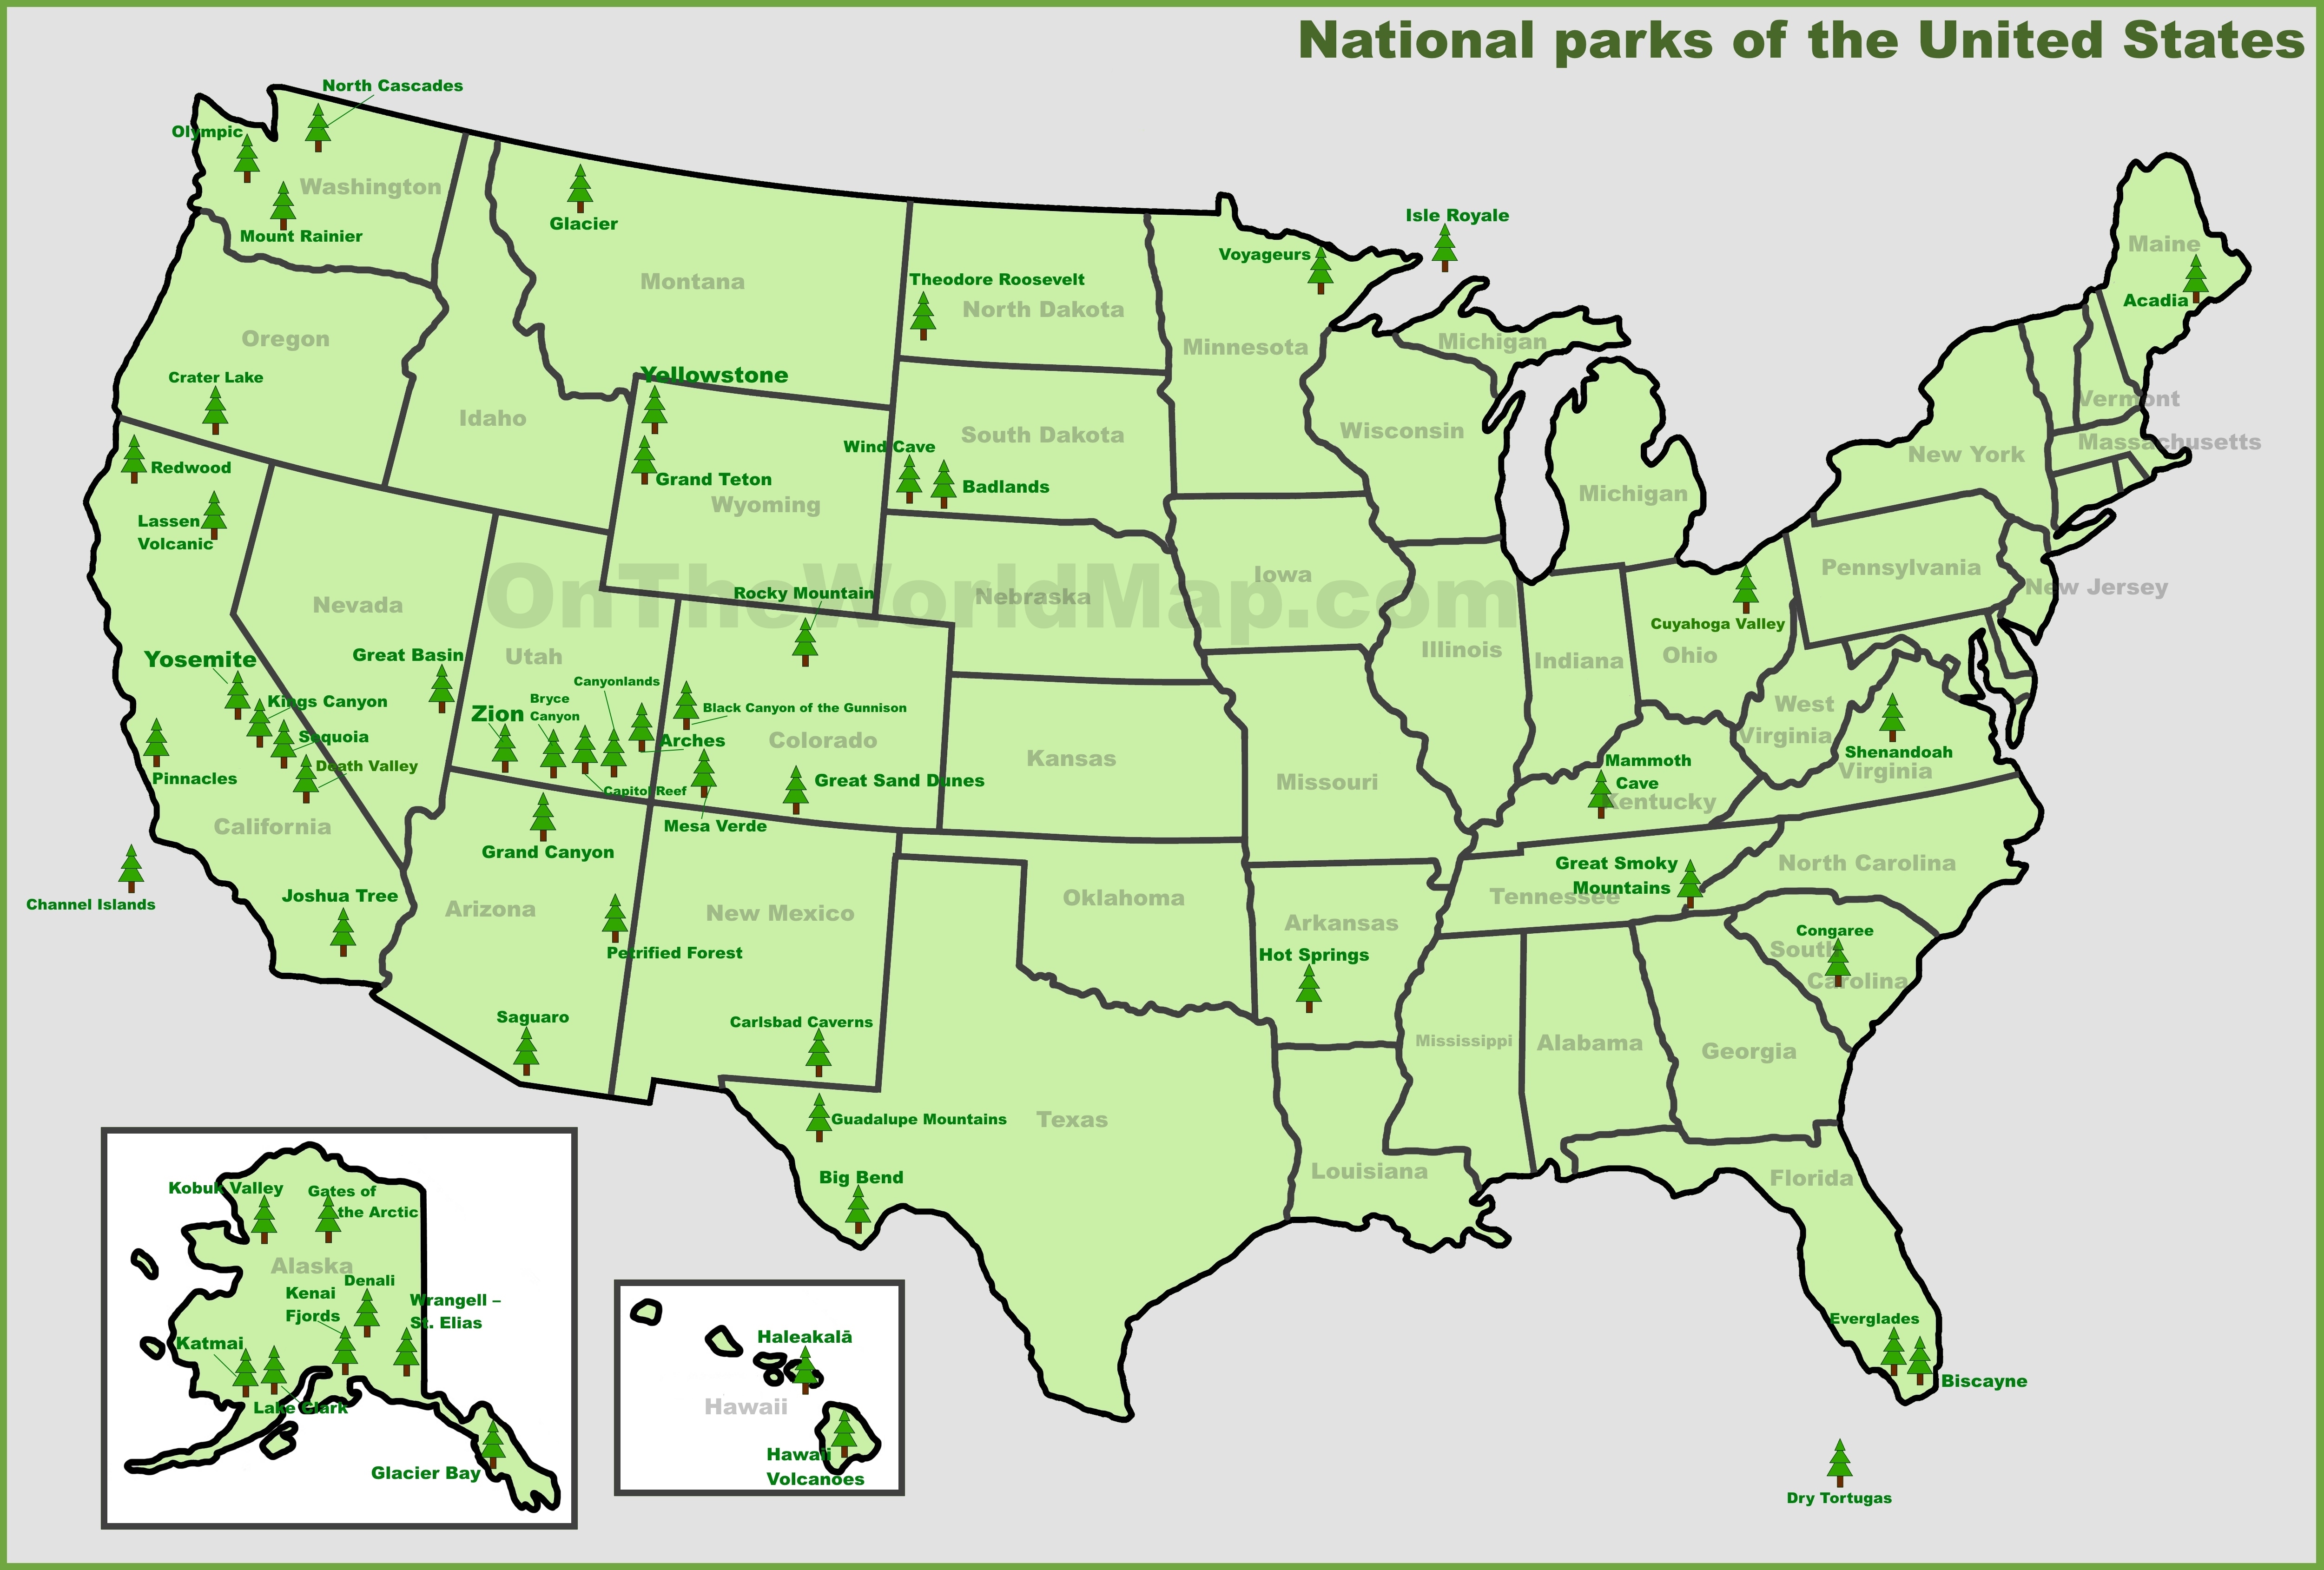 National parks of the United States
North Cascades
Olympic
Washington
Mount Rainier
Glacier
Montana
Isle Royale
Voyageurs
Maine
Acadia
Theodore Roosevelt
North Dakota
Oregon
Minnesota
Michigan
Crater Lake
Yellowstone
Idaho
Vermont
South Dakota
Wisconsin
Massachusetts
Wind Cave
New York
Redwood
Grand Teton
Badlands
Michigan
Wyoming
Lassen
Volcanic
OnTheWorldMap.com
Pennsylvania
Iowa
New Jersey
Rocky Mountain
Nebraska
Nevada
Cuyahoga Valley
Great Basin
Utah
Illinois
Indiana
Ohio
Yosemite
Canyonlands
Kings Canyon
Bryce
Canyon
Zion
Black Canyon of the Gunnison
West
Virginia
Sequoia
Arches
Colorado
Shenandoah
Virginia
Death Valley
Kansas
Mammoth
Cave
Kentucky
Pinnacles
Capitol Reef
Great Sand Dunes
Missouri
California
Mesa Verde
Grand Canyon
Great Smoky
Mountains
North Carolina
Tennessee
Channel Islands
Joshua Tree
Arizona
New Mexico
Oklahoma
Arkansas
Petrified Forest
Hot Springs
Congaree
South
Carolina
Saguaro
Carlsbad Caverns
Mississippi
Alabama
Georgia
Guadalupe Mountains
Texas
Big Bend
Louisiana
Florida
Kobuk Valley
Gates of
the Arctic
Alaska
Denali
Kenai
Fjords
Wrangell –
St. Elias
Katmai
Lake Clark
Glacier Bay
Haleakalā
Hawaii
Hawaii
Volcanoes
Everglades
Biscayne
Dry Tortugas